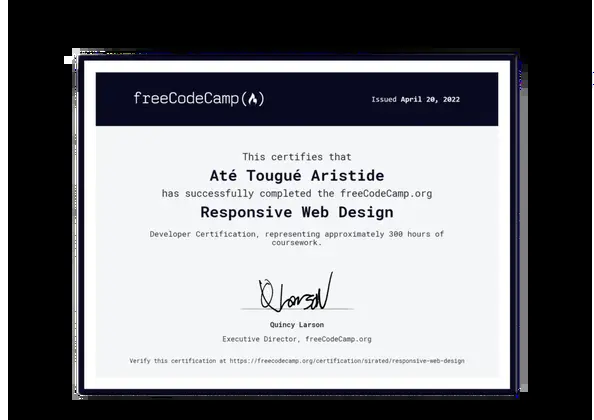 freeCodeCamp
Issued April 20, 2022
This certifies that
Até Tougué Aristide
has successfully completed the freeCodeCamp.org
Responsive Web Design
Developer Certification, representing approximately 300 hours of
coursework.
QLarson
Quincy Larson
Executive Director, freeCodeCamp.org
Verify this certification at https://freecodecamp.org/certification/sirated/responsive-web-design